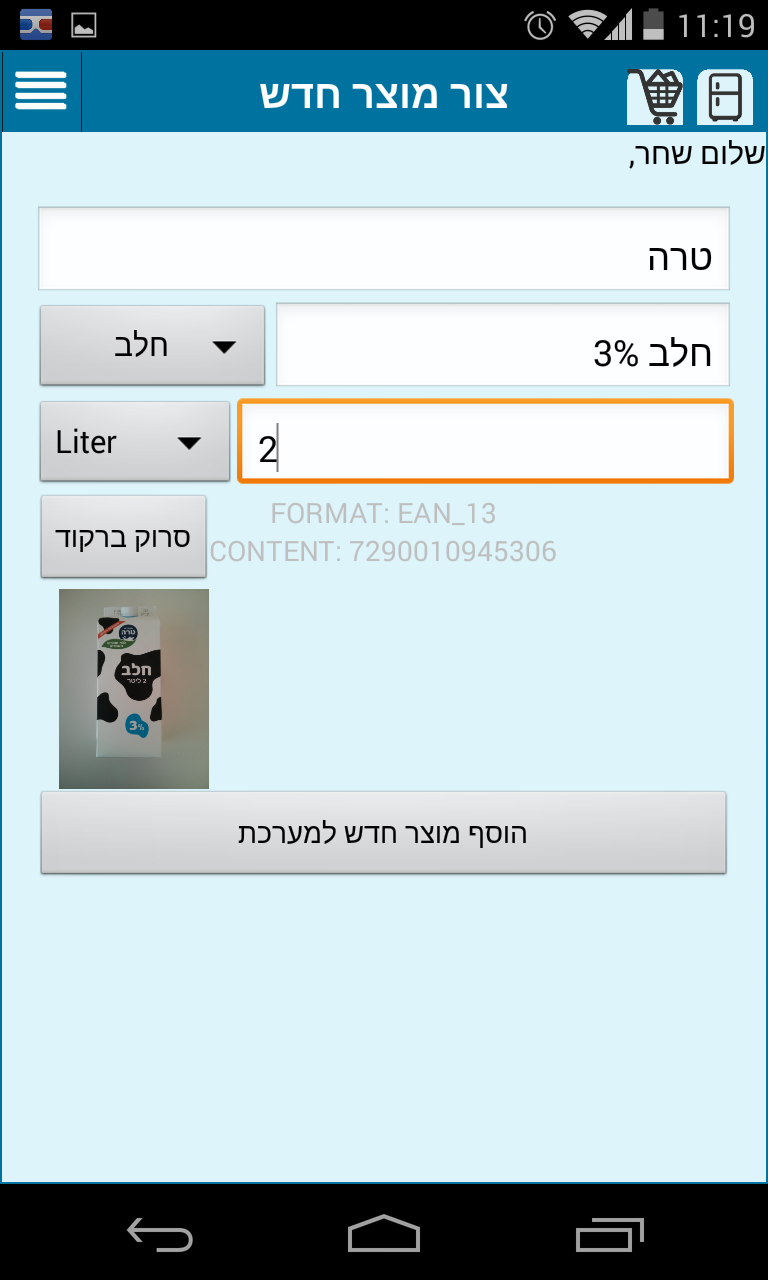 11:19
צור מוצר חדש
שלום שחר,
טרה
חלב 3%
חלב
2
Liter
סרוק ברקוד
FORMAT: EAN_13
CONTENT: 7290010945306
טרה
חלב
2 ליטר
3%
הוסף מוצר חדש למערכת